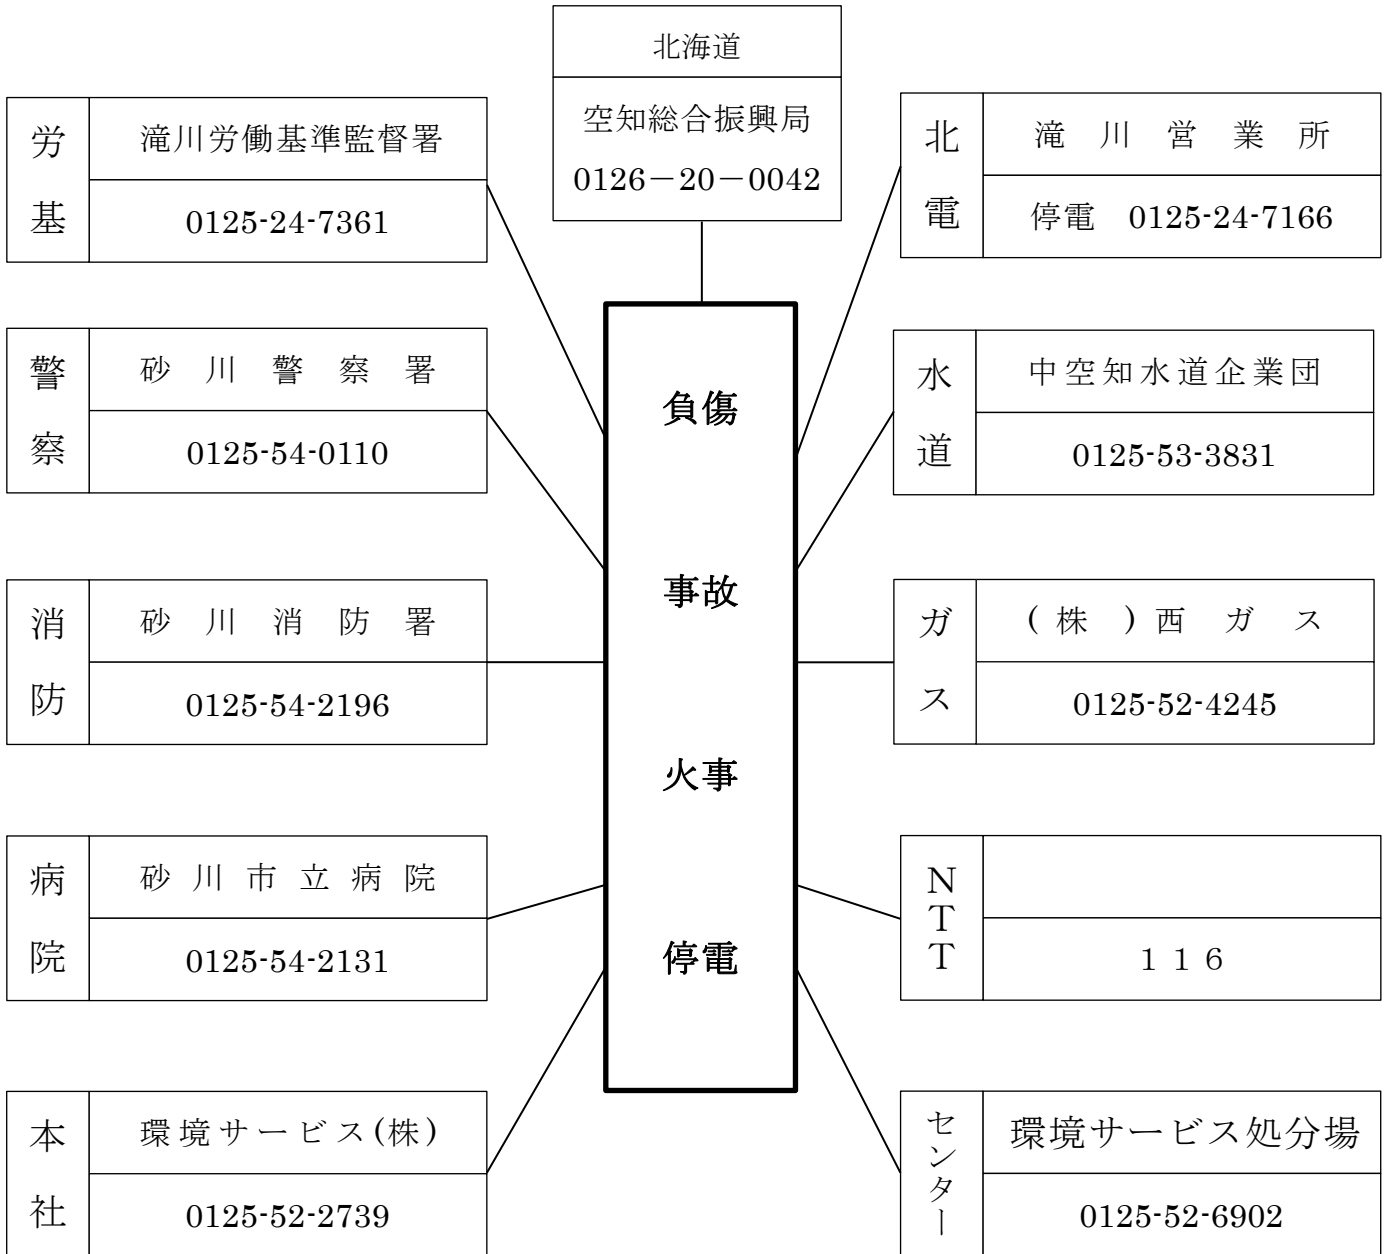 北海道
空知総合振興局
0126－20－0042
労基
滝川労働基準監督署
0125-24-7361
北電
滝川営業所
停電　0125-24-7166
警察
砂川警察署
0125-54-0110
水道
中空知水道企業団
0125-53-3831
消防
砂川消防署
0125-54-2196
ガス
(株)西ガス
0125-52-4245
病院
砂川市立病院
0125-54-2131
NTT
１１６
本社
環境サービス(株)
0125-52-2739
センター
環境サービス処分場
0125-52-6902
負傷
事故
火事
停電